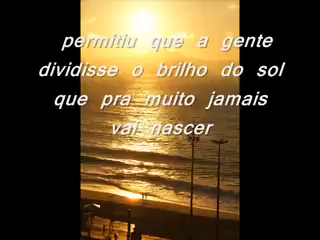 permitiu que a gente
dividisse o brilho do sol
que pra muito jamais
vai nascer